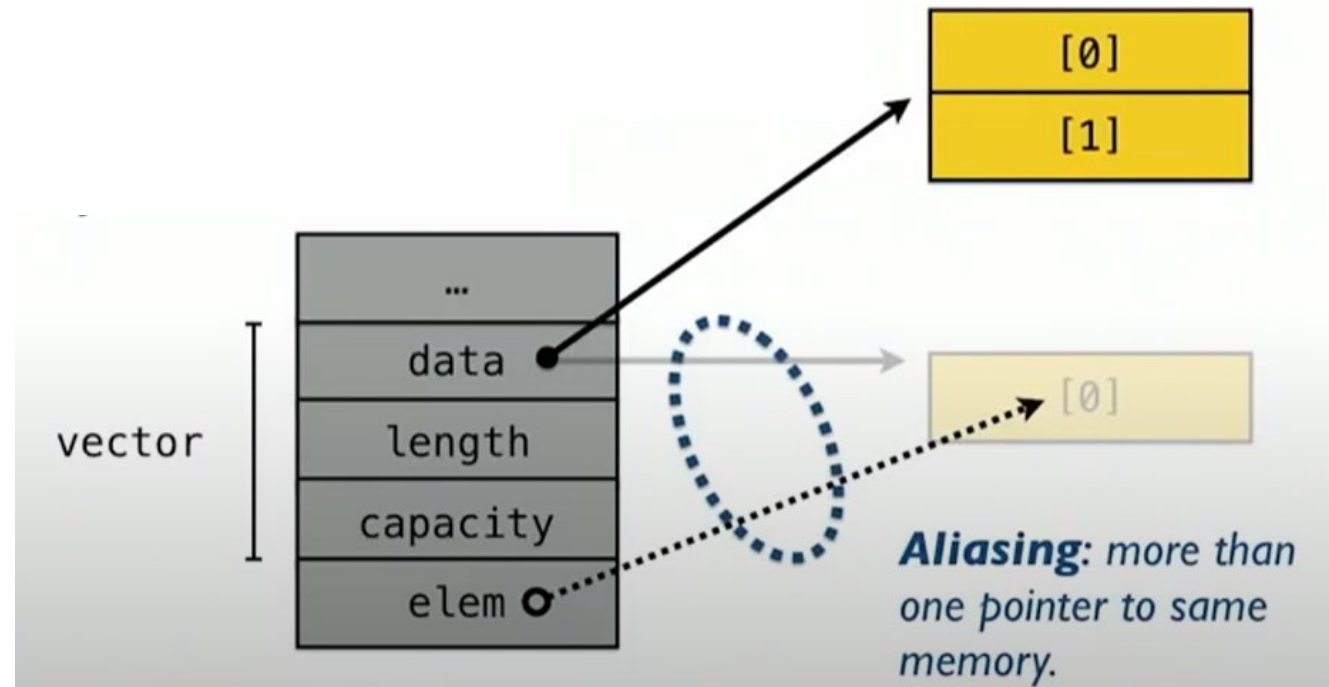 [0]
[1]
…
data
length
capacity
elem
vector
[0]
Aliasing: more than
one pointer to same
memory.